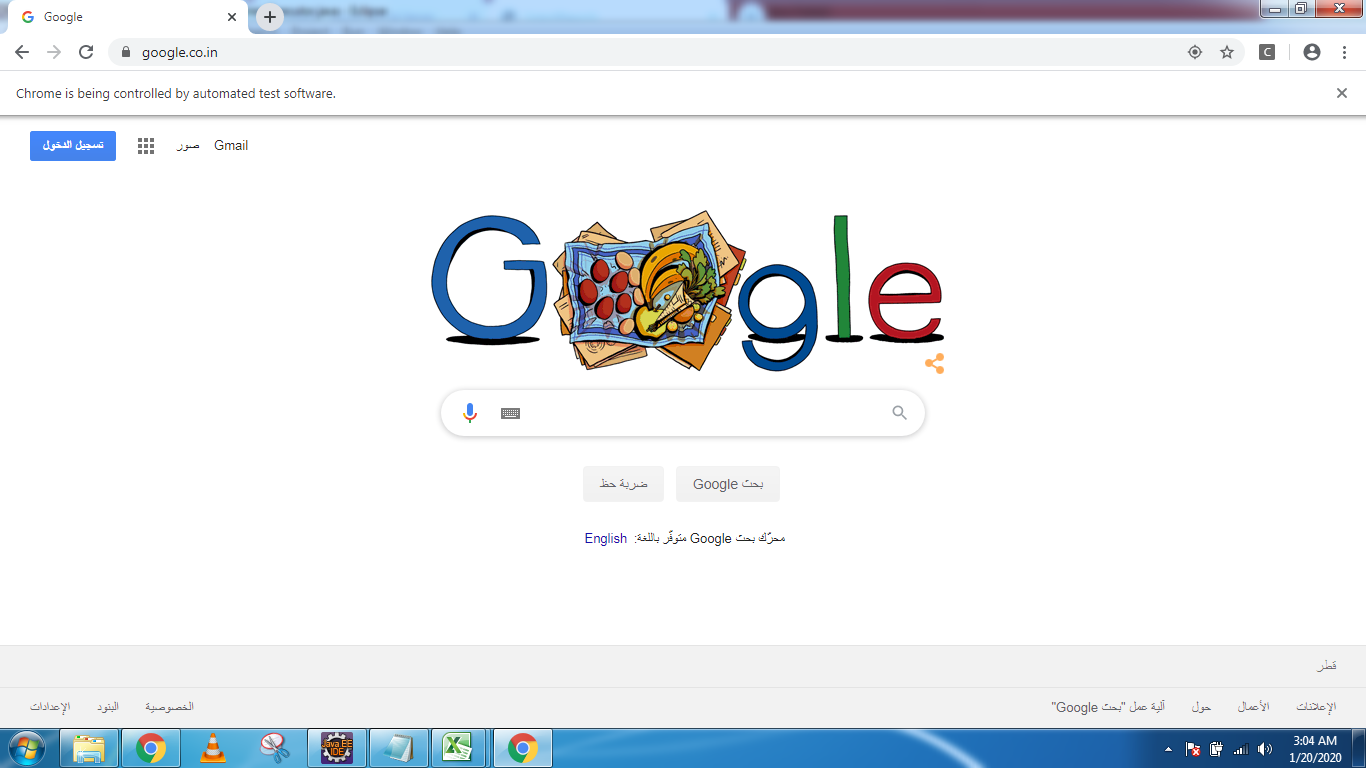 Google
google.co.in
Chrome is being controlled by automated test software.
تسجيل الدخول
صور
Gmail
Google
بحث Google
ضربة حظ
محرّك بحث Google متوفّر باللغة: English
قطر
الإعلانات
الأعمال
حول
آلية عمل "بحث Google"
الخصوصية
البنود
الإعدادات
Java EE
IDE
3:04 AM
1/20/2020